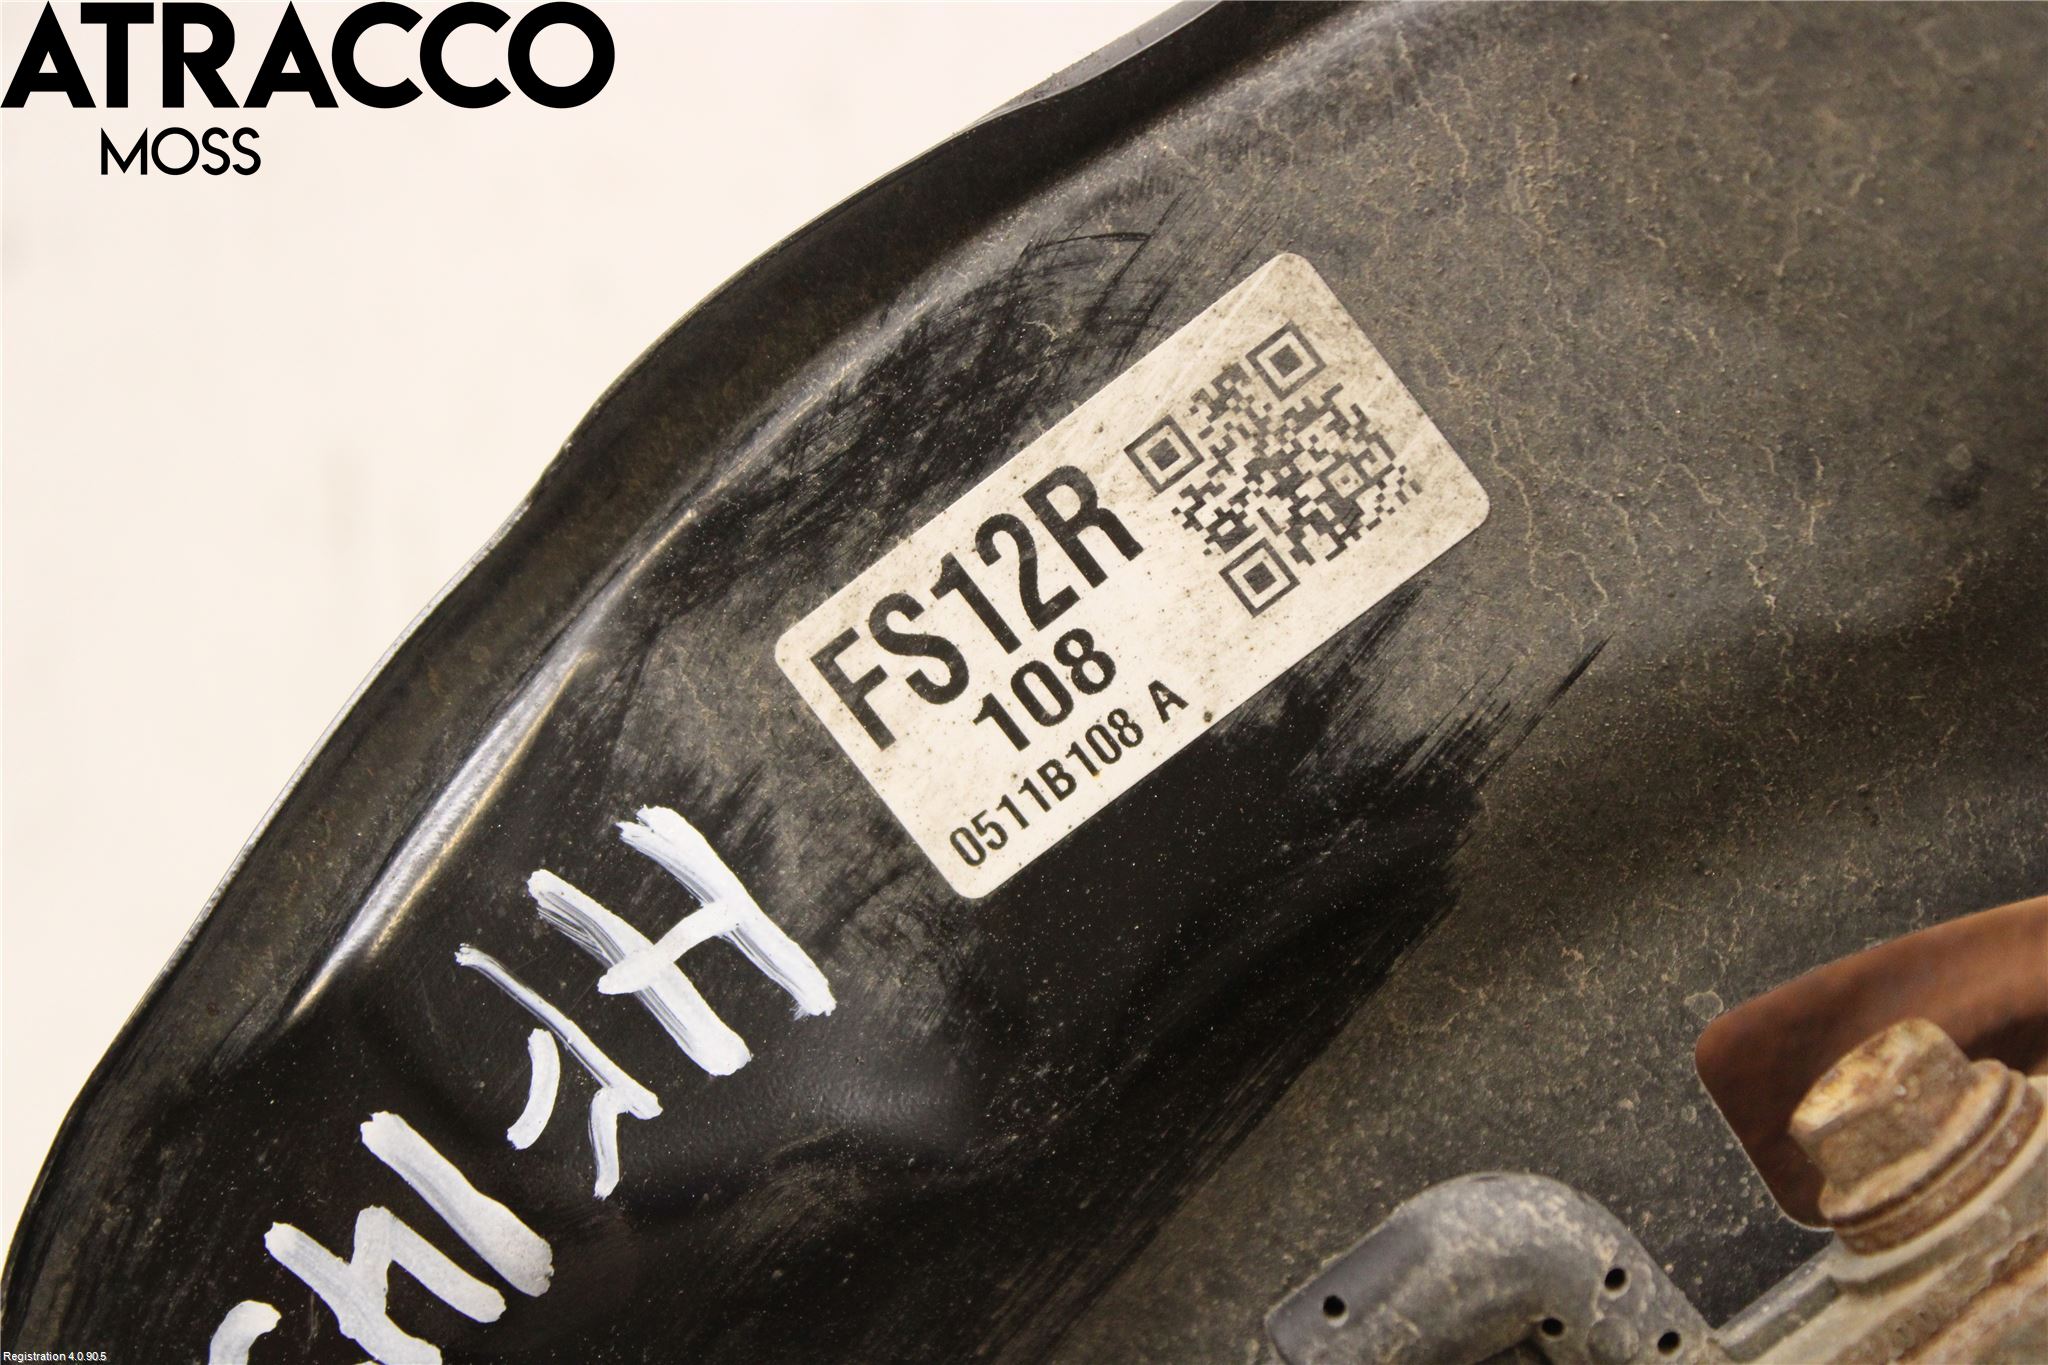 ATRACCO
MOSS
FS12R
108
0511B108 A
Registration 4.0.90.5